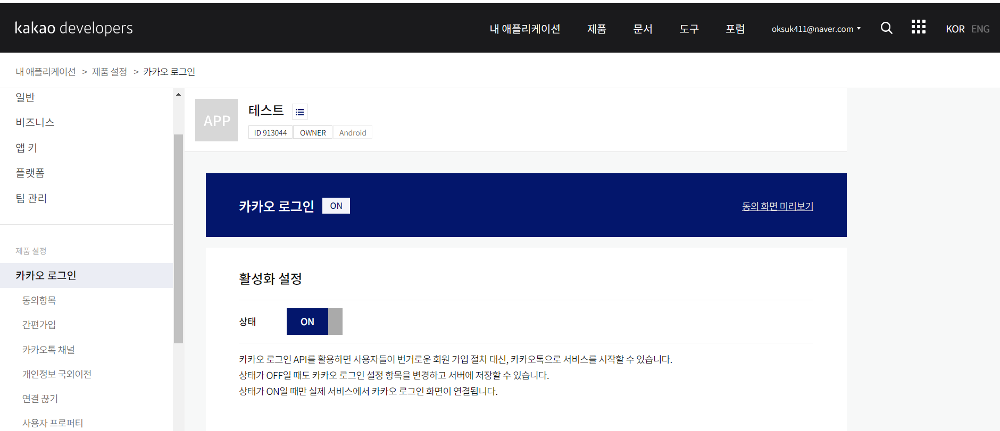 kakao developers
내 애플리케이션 제품 문서 도구 포럼 oksuk411@naver.com KOR ENG
내 애플리케이션 > 제품 설정 > 카카오 로그인
일반
비즈니스
앱 키
플랫폼
팀 관리
제품 설정
카카오 로그인
동의항목
간편가입
카카오톡 채널
개인정보 국외이전
연결 끊기
사용자 프로퍼티
APP
테스트
ID 913044 OWNER Android
카카오 로그인 ON
동의 화면 미리보기
활성화 설정
상태 ON
카카오 로그인 API를 활용하면 사용자들이 번거로운 회원 가입 절차 대신, 카카오톡으로 서비스를 시작할 수 있습니다.
상태가 OFF일 때도 카카오 로그인 설정 항목을 변경하고 서버에 저장할 수 있습니다.
상태가 ON일 때만 실제 서비스에서 카카오 로그인 화면이 연결됩니다.